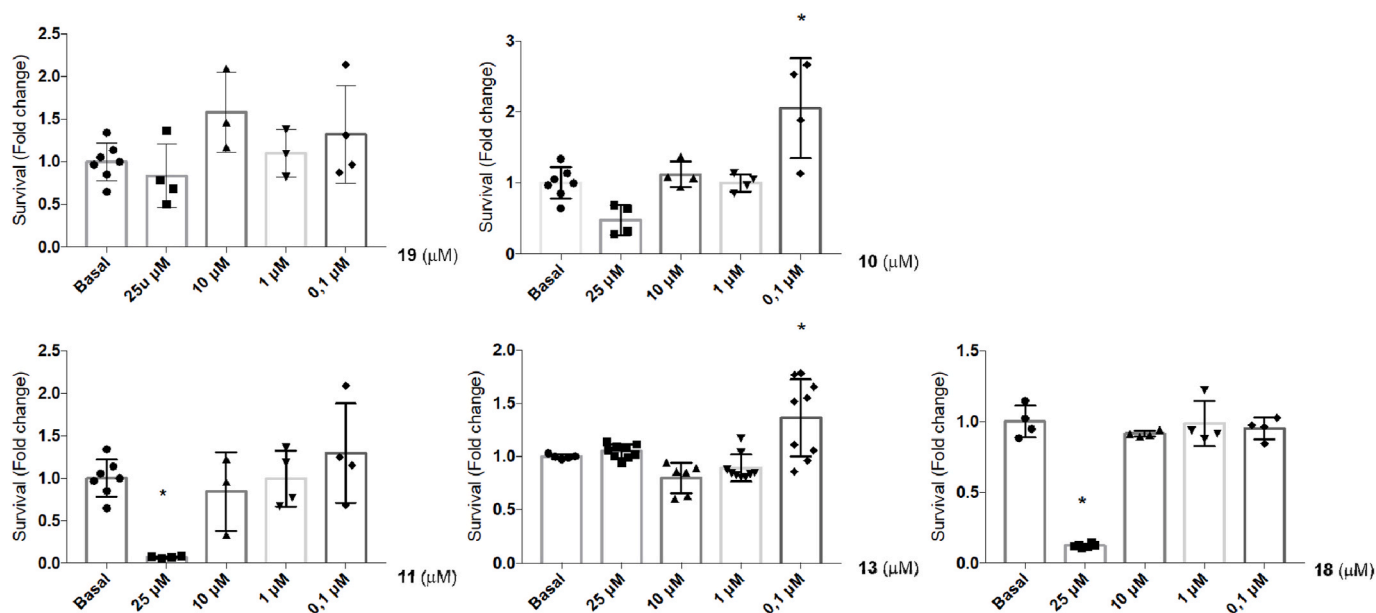 Survival (Fold change)
2.5
2.0
1.5
1.0
0.5
0.0
Basal
25u µM
10 µM
1 µM
0,1 µM
19 (µM)
Survival (Fold change)
3
2
1
0
*
Basal
25 µM
10 µM
1 µM
0,1 µM
10 (µM)
Survival (Fold change)
2.5
2.0
1.5
1.0
0.5
0.0
*
Basal
25 µM
10 µM
1 µM
0,1 µM
11 (µM)
Survival (Fold change)
2.0
1.5
1.0
0.5
0.0
*
Basal
25 µM
10 µM
1 µM
0,1 µM
13 (µM)
Survival (Fold change)
1.5
1.0
0.5
0.0
*
Basal
25 µM
10 µM
1 µM
0,1 µM
18 (µM)